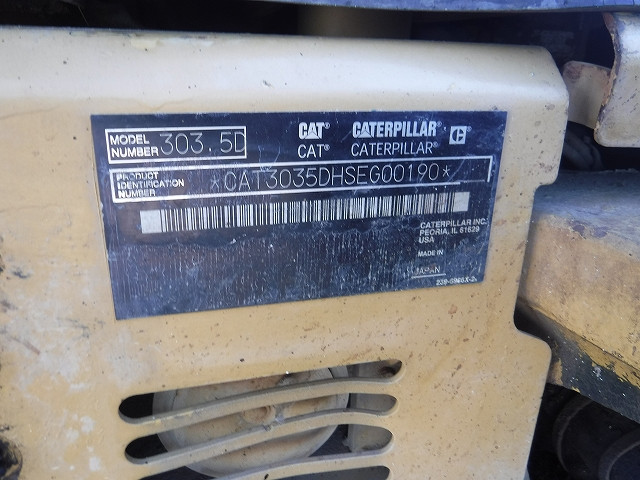 MODEL NUMBER 303.5D
CAT® CATERPILLAR® C
CAT® CATERPILLAR®
PRODUCT IDENTIFICATION NUMBER *CAT3035DHSEG00190*
CATERPILLAR INC.
PEORIA, IL 61629
USA
MADE IN
JAPAN